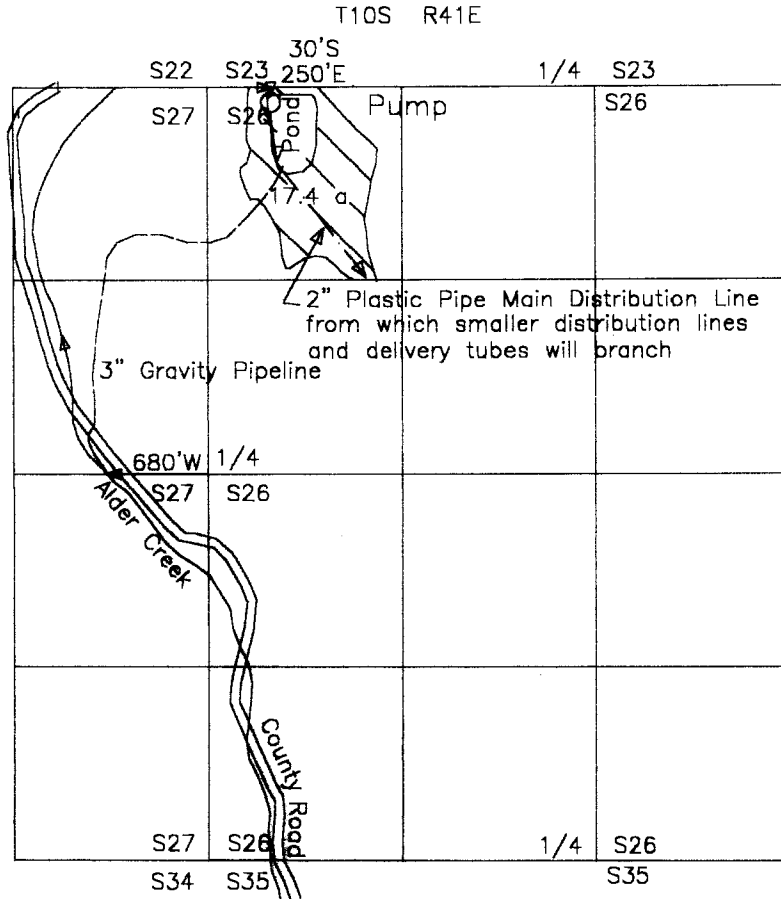 T10S R41E
30'S
S22 S23 250'E 1/4 S23
S27 S26 Pond Pump S26
17.4 a
2" Plastic Pipe Main Distribution Line
from which smaller distribution lines
and delivery tubes will branch
3" Gravity Pipeline
680'W 1/4
S27 S26
Alder Creek
County Road
S27 S26 1/4 S26
S34 S35 S35